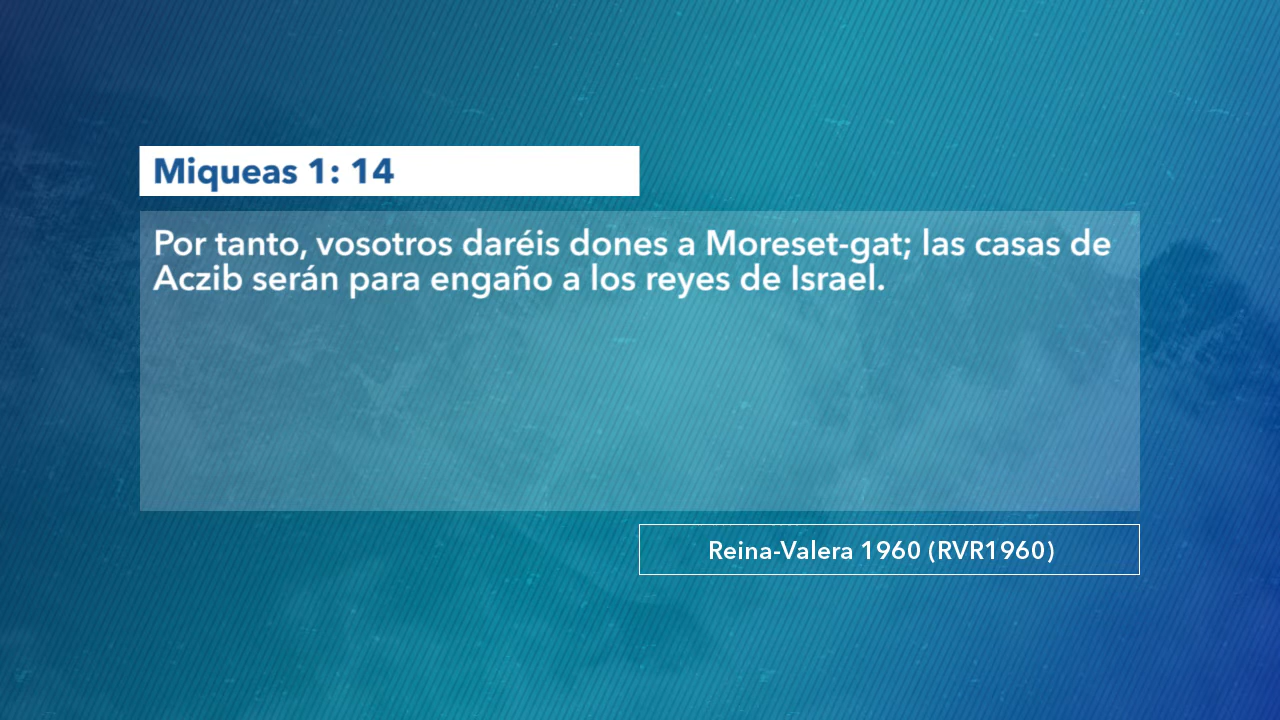 Miqueas 1: 14
Por tanto, vosotros daréis dones a Moreset-gat; las casas de
Aczib serán para engaño a los reyes de Israel.
Reina-Valera 1960 (RVR1960)